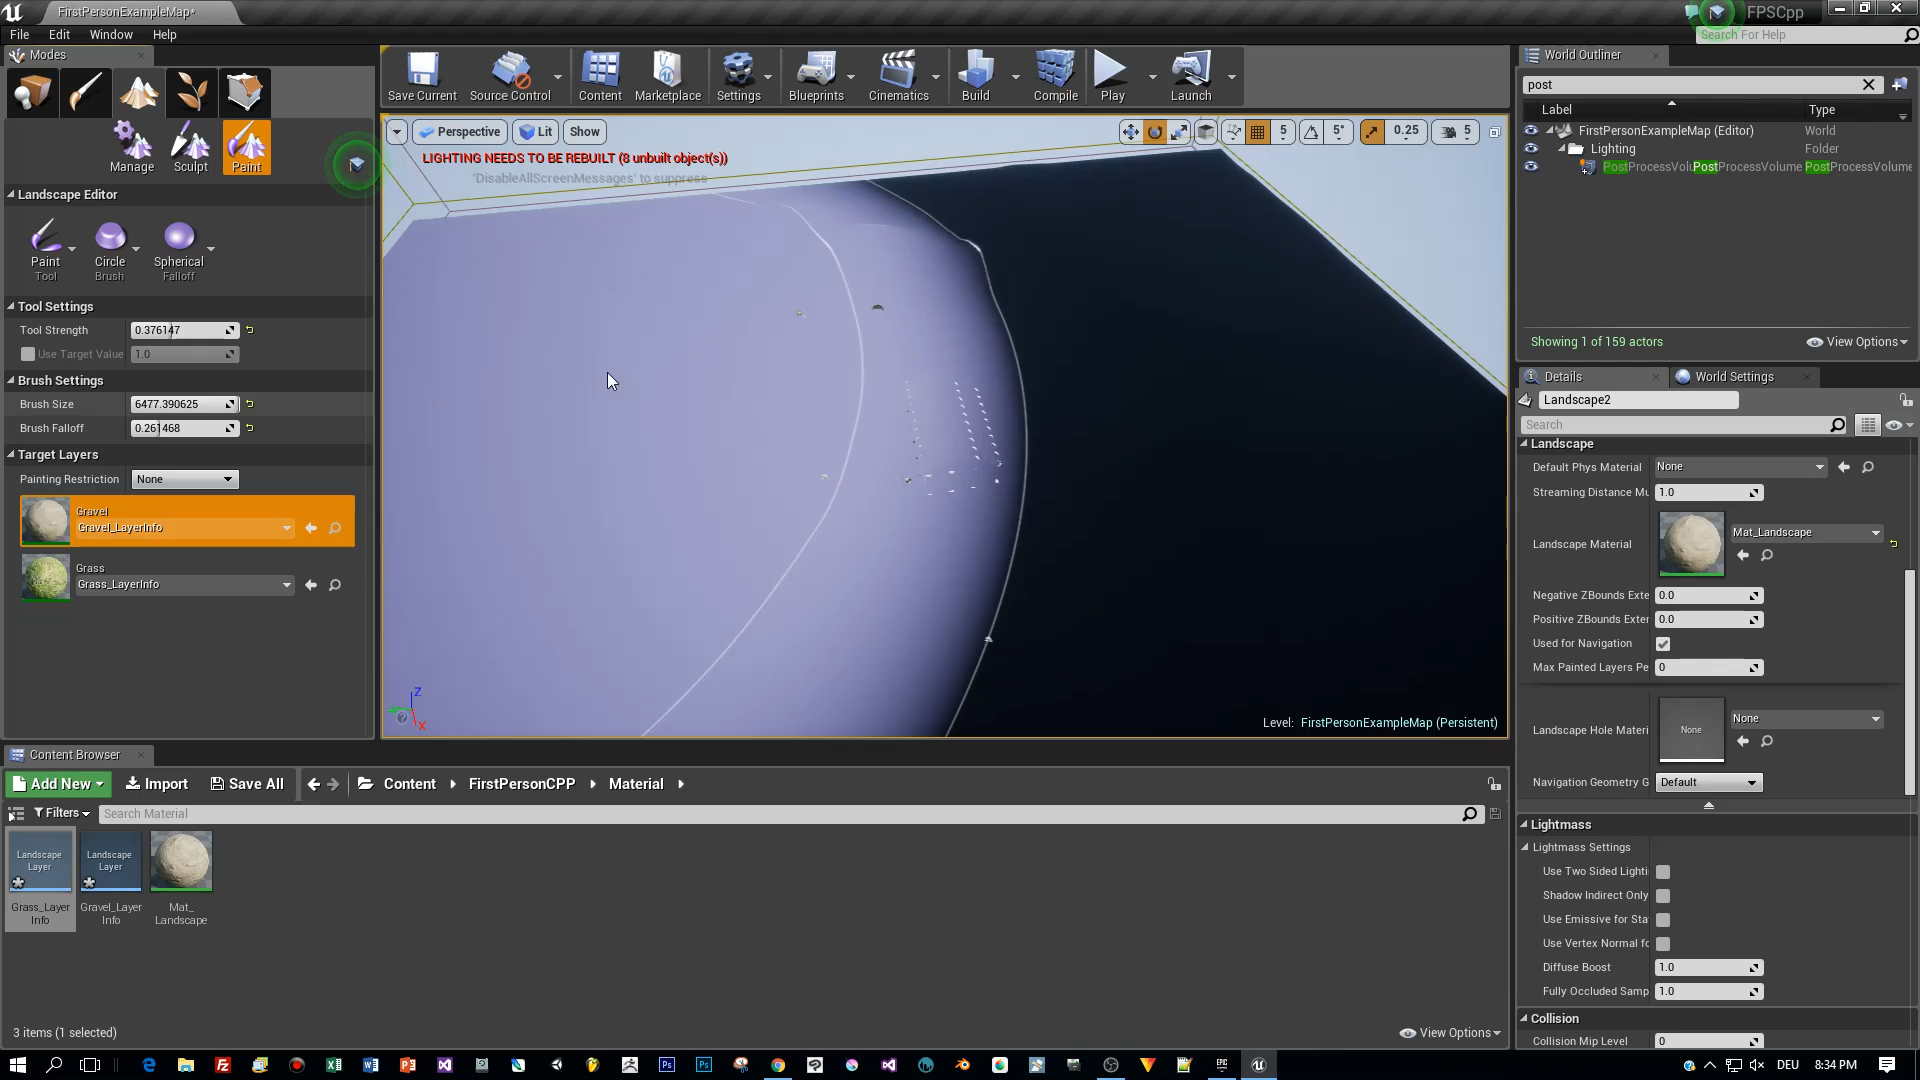 FirstPersonExampleMap*
FPSCpp
File Edit Window Help
Search For Help
Modes
Manage Sculpt Paint
Landscape Editor
Paint Circle Spherical
Tool Brush Falloff
Tool Settings
Tool Strength 0.376147
Use Target Value 1.0
Brush Settings
Brush Size 6477.390625
Brush Falloff 0.261468
Target Layers
Painting Restriction None
Gravel
Gravel_LayerInfo
Grass
Grass_LayerInfo
Save Current Source Control Content Marketplace Settings Blueprints Cinematics Build Compile Play Launch
Perspective Lit Show 5 5° 0.25 5
LIGHTING NEEDS TO BE REBUILT (8 unbuilt object(s))
'DisableAllScreenMessages' to suppress
Z
X
Level: FirstPersonExampleMap (Persistent)
World Outliner
post
Label Type
FirstPersonExampleMap (Editor) World
Lighting Folder
PostProcessVolu PostProcessVolume PostProcessVolume
Showing 1 of 159 actors View Options
Details World Settings
Landscape2
Search
Landscape
Default Phys Material None
Streaming Distance Mu 1.0
Landscape Material Mat_Landscape
Negative ZBounds Exte 0.0
Positive ZBounds Exter 0.0
Used for Navigation
Max Painted Layers Pe 0
Landscape Hole Materi None None
Navigation Geometry G Default
Lightmass
Lightmass Settings
Use Two Sided Lighti
Shadow Indirect Only
Use Emissive for Sta
Use Vertex Normal fo
Diffuse Boost 1.0
Fully Occluded Samp 1.0
Collision
Collision Mip Level 0
Content Browser
Add New Import Save All Content FirstPersonCPP Material
Filters Search Material
Landscape Layer
Landscape Layer
Grass_Layer Info
Gravel_Layer Info
Mat_ Landscape
3 items (1 selected) View Options
DEU 8:34 PM